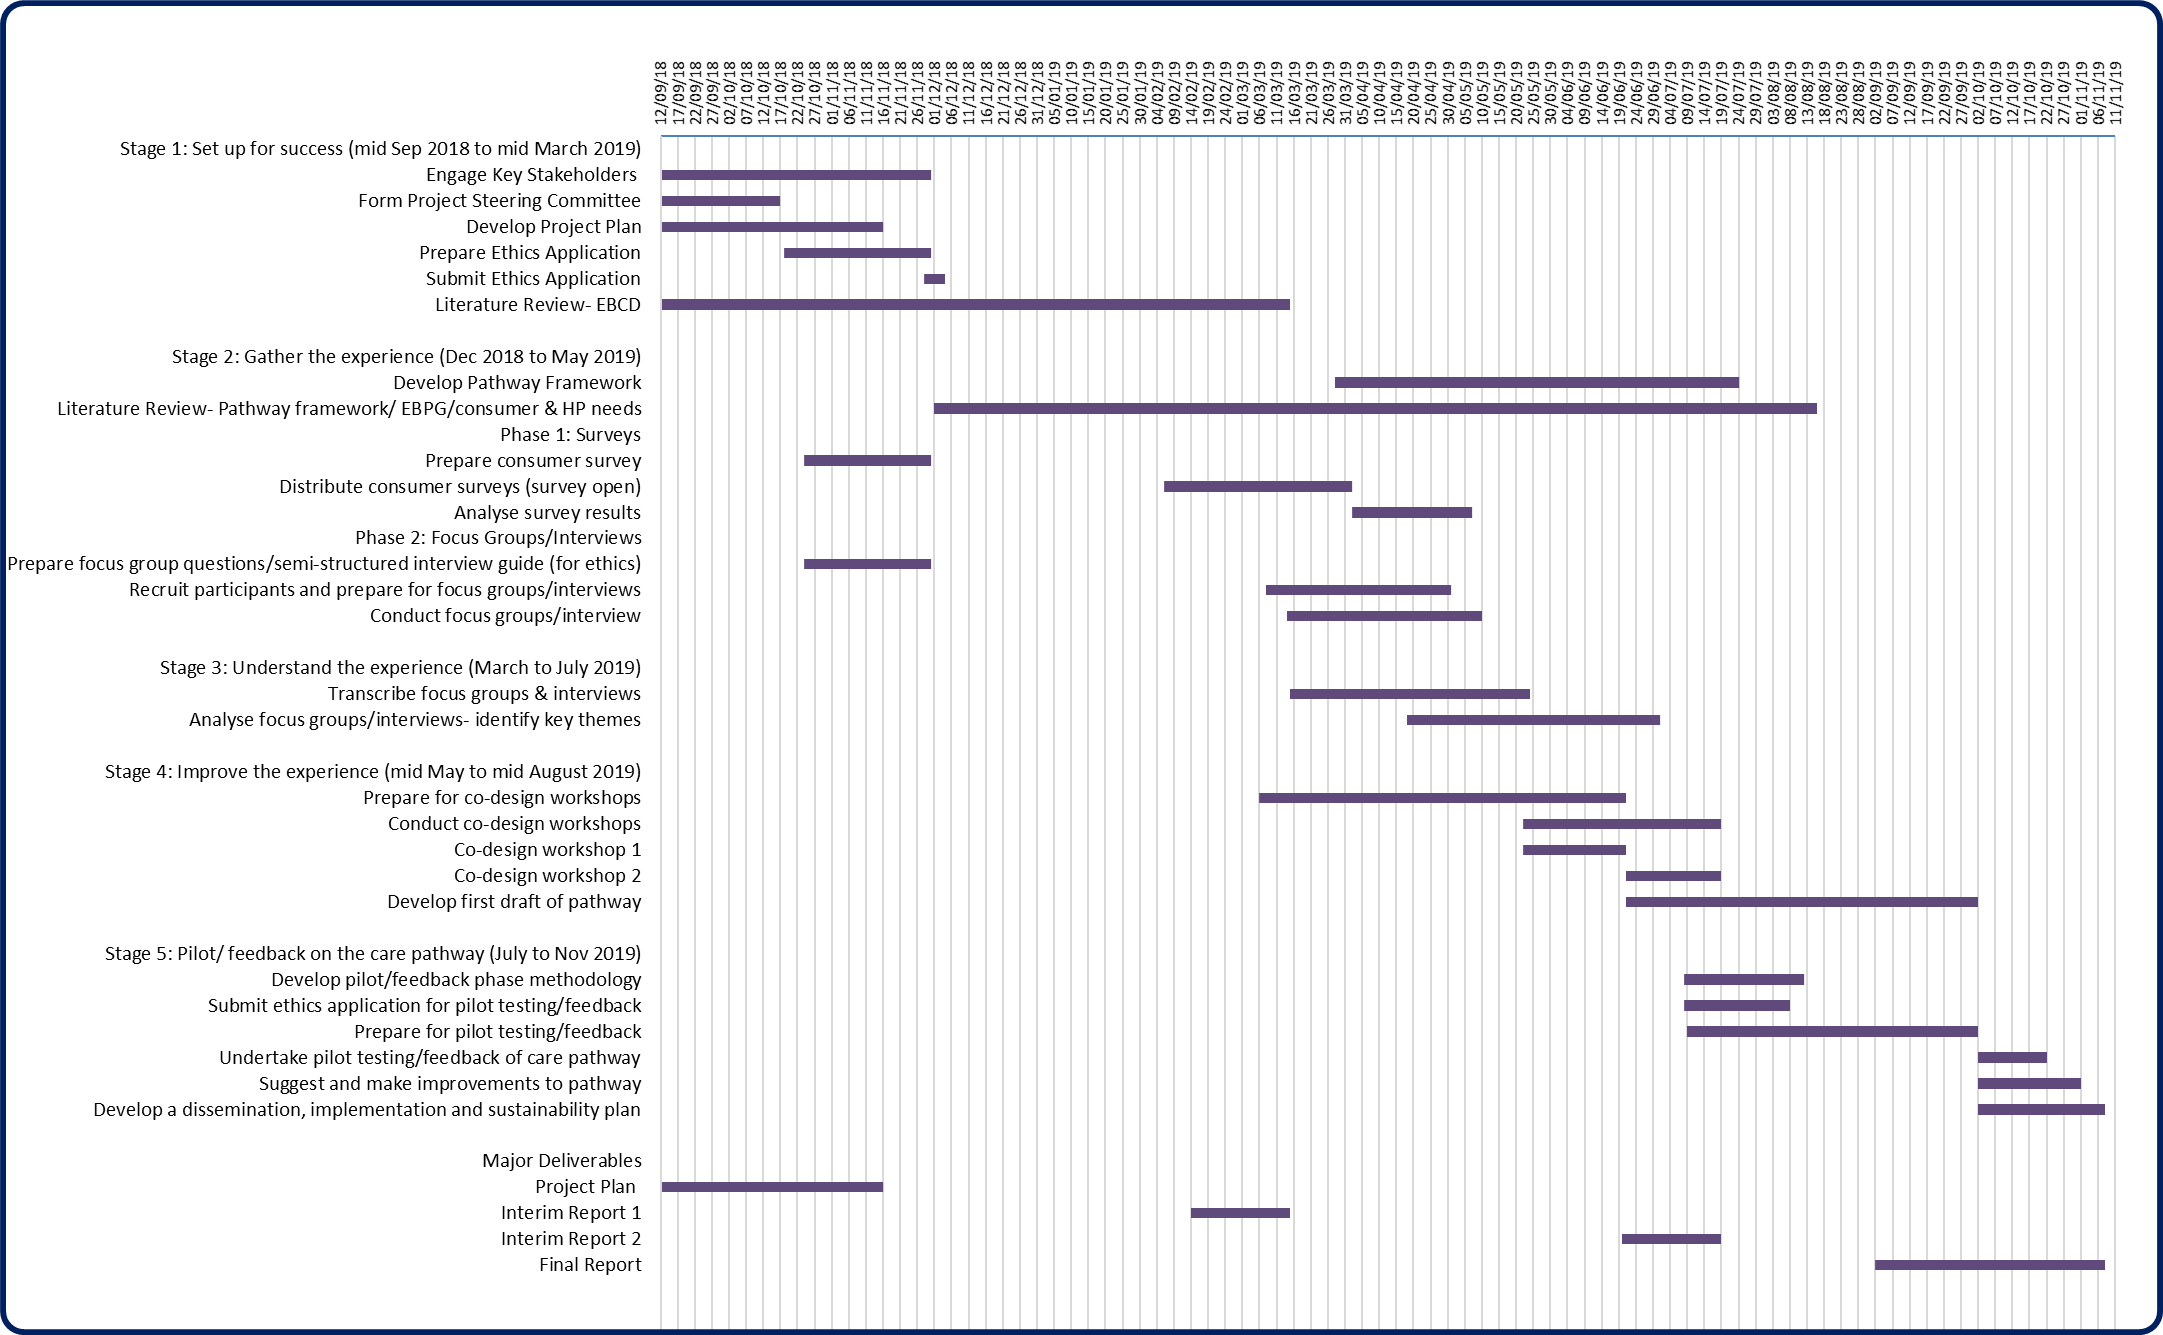 12/09/18 17/09/18 22/09/18 27/09/18 02/10/18 07/10/18 12/10/18 17/10/18 22/10/18 27/10/18 01/11/18 06/11/18 11/11/18 16/11/18 21/11/18 26/11/18 01/12/18 06/12/18 11/12/18 16/12/18 21/12/18 26/12/18 31/12/18 05/01/19 10/01/19 15/01/19 20/01/19 25/01/19 30/01/19 04/02/19 09/02/19 14/02/19 19/02/19 24/02/19 01/03/19 06/03/19 11/03/19 16/03/19 21/03/19 26/03/19 31/03/19 05/04/19 10/04/19 15/04/19 20/04/19 25/04/19 30/04/19 05/05/19 10/05/19 15/05/19 20/05/19 25/05/19 30/05/19 04/06/19 09/06/19 14/06/19 19/06/19 24/06/19 29/06/19 04/07/19 09/07/19 14/07/19 19/07/19 24/07/19 29/07/19 03/08/19 08/08/19 13/08/19 18/08/19 23/08/19 28/08/19 02/09/19 07/09/19 12/09/19 17/09/19 22/09/19 27/09/19 02/10/19 07/10/19 12/10/19 17/10/19 22/10/19 27/10/19 01/11/19 06/11/19 11/11/19
Stage 1: Set up for success (mid Sep 2018 to mid March 2019)
Engage Key Stakeholders
Form Project Steering Committee
Develop Project Plan
Prepare Ethics Application
Submit Ethics Application
Literature Review- EBCD
Stage 2: Gather the experience (Dec 2018 to May 2019)
Develop Pathway Framework
Literature Review- Pathway framework/ EBPG/consumer & HP needs
Phase 1: Surveys
Prepare consumer survey
Distribute consumer surveys (survey open)
Analyse survey results
Phase 2: Focus Groups/Interviews
Prepare focus group questions/semi-structured interview guide (for ethics)
Recruit participants and prepare for focus groups/interviews
Conduct focus groups/interview
Stage 3: Understand the experience (March to July 2019)
Transcribe focus groups & interviews
Analyse focus groups/interviews- identify key themes
Stage 4: Improve the experience (mid May to mid August 2019)
Prepare for co-design workshops
Conduct co-design workshops
Co-design workshop 1
Co-design workshop 2
Develop first draft of pathway
Stage 5: Pilot/ feedback on the care pathway (July to Nov 2019)
Develop pilot/feedback phase methodology
Submit ethics application for pilot testing/feedback
Prepare for pilot testing/feedback
Undertake pilot testing/feedback of care pathway
Suggest and make improvements to pathway
Develop a dissemination, implementation and sustainability plan
Major Deliverables
Project Plan
Interim Report 1
Interim Report 2
Final Report